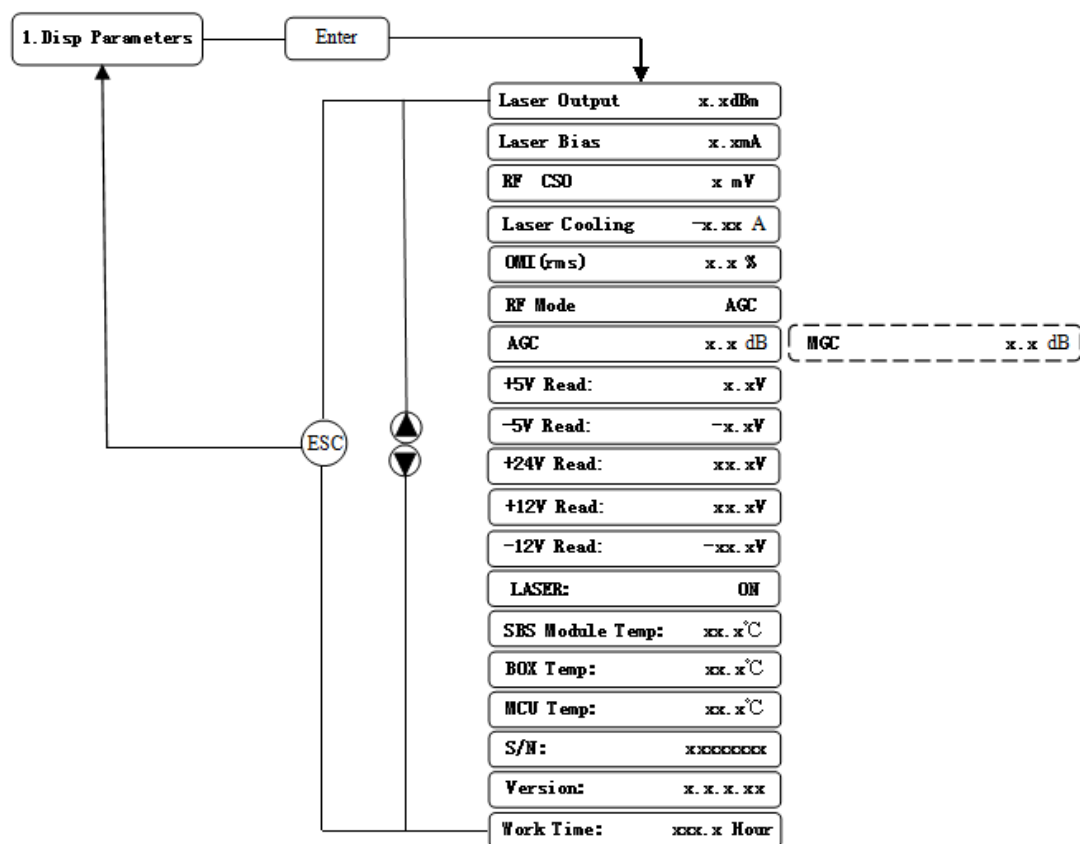 1.Disp Parameters
Enter
Laser Output x.xdBm
Laser Bias x.xmA
RF CSO x mV
Laser Cooling -x.xx A
OMI(rms) x.x %
RF Mode AGC
AGC x.x dB
MGC x.x dB
+5V Read: x.xV
-5V Read: -x.xV
ESC
+24V Read: xx.xV
+12V Read: xx.xV
-12V Read: -xx.xV
LASER: ON
SBS Module Temp: xx.x℃
BOX Temp: xx.x℃
MCU Temp: xx.x℃
S/N: xxxxxxxx
Version: x.x.x.xx
Work Time: xxx.x Hour